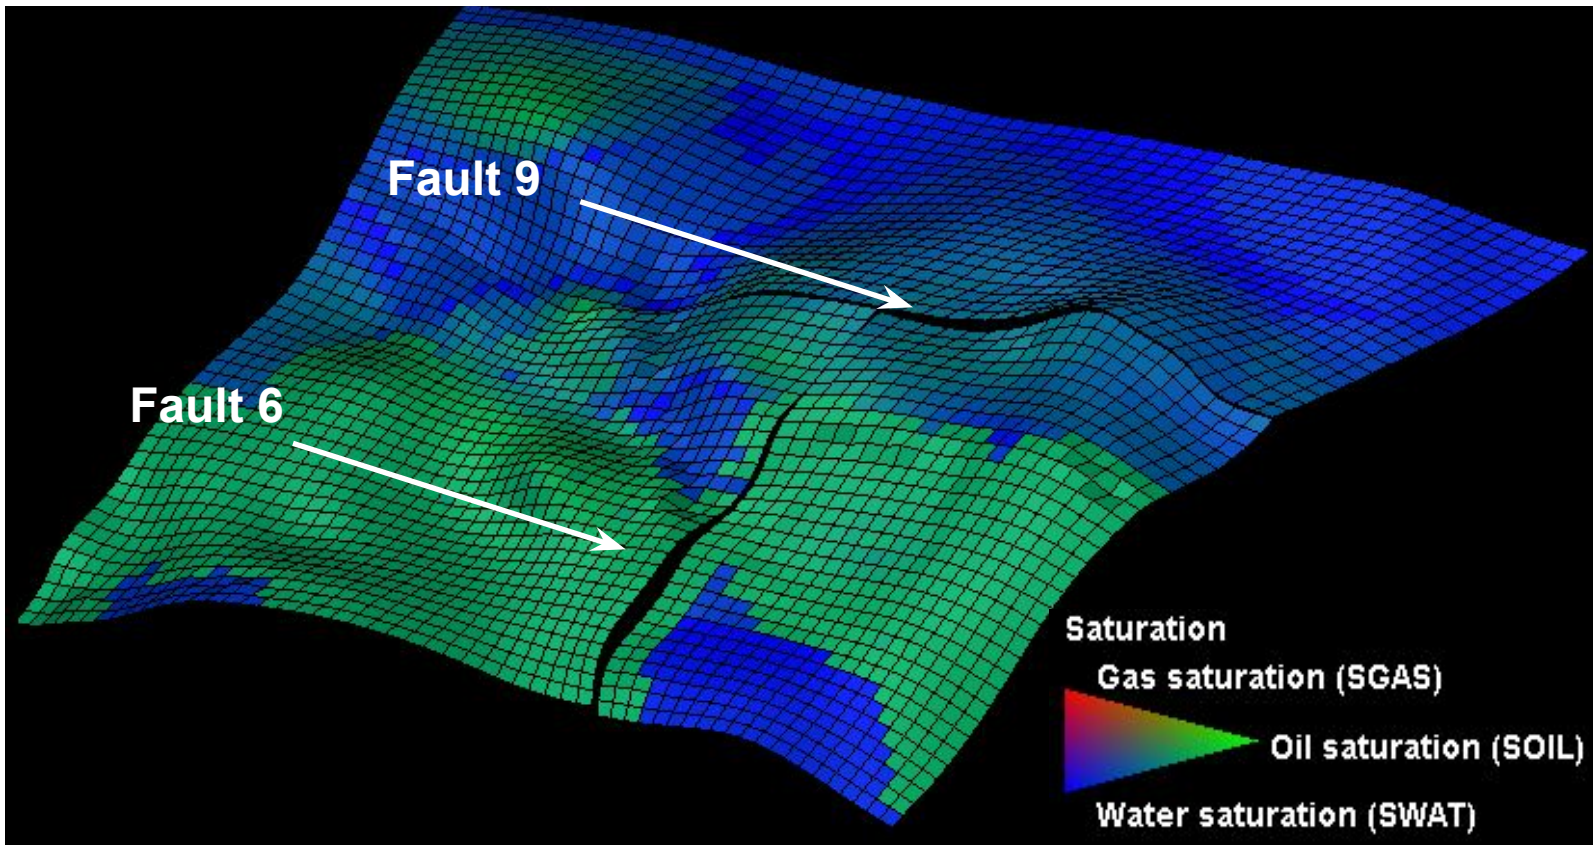 Fault 9
Fault 6
Saturation
Gas saturation (SGAS)
Oil saturation (SOIL)
Water saturation (SWAT)